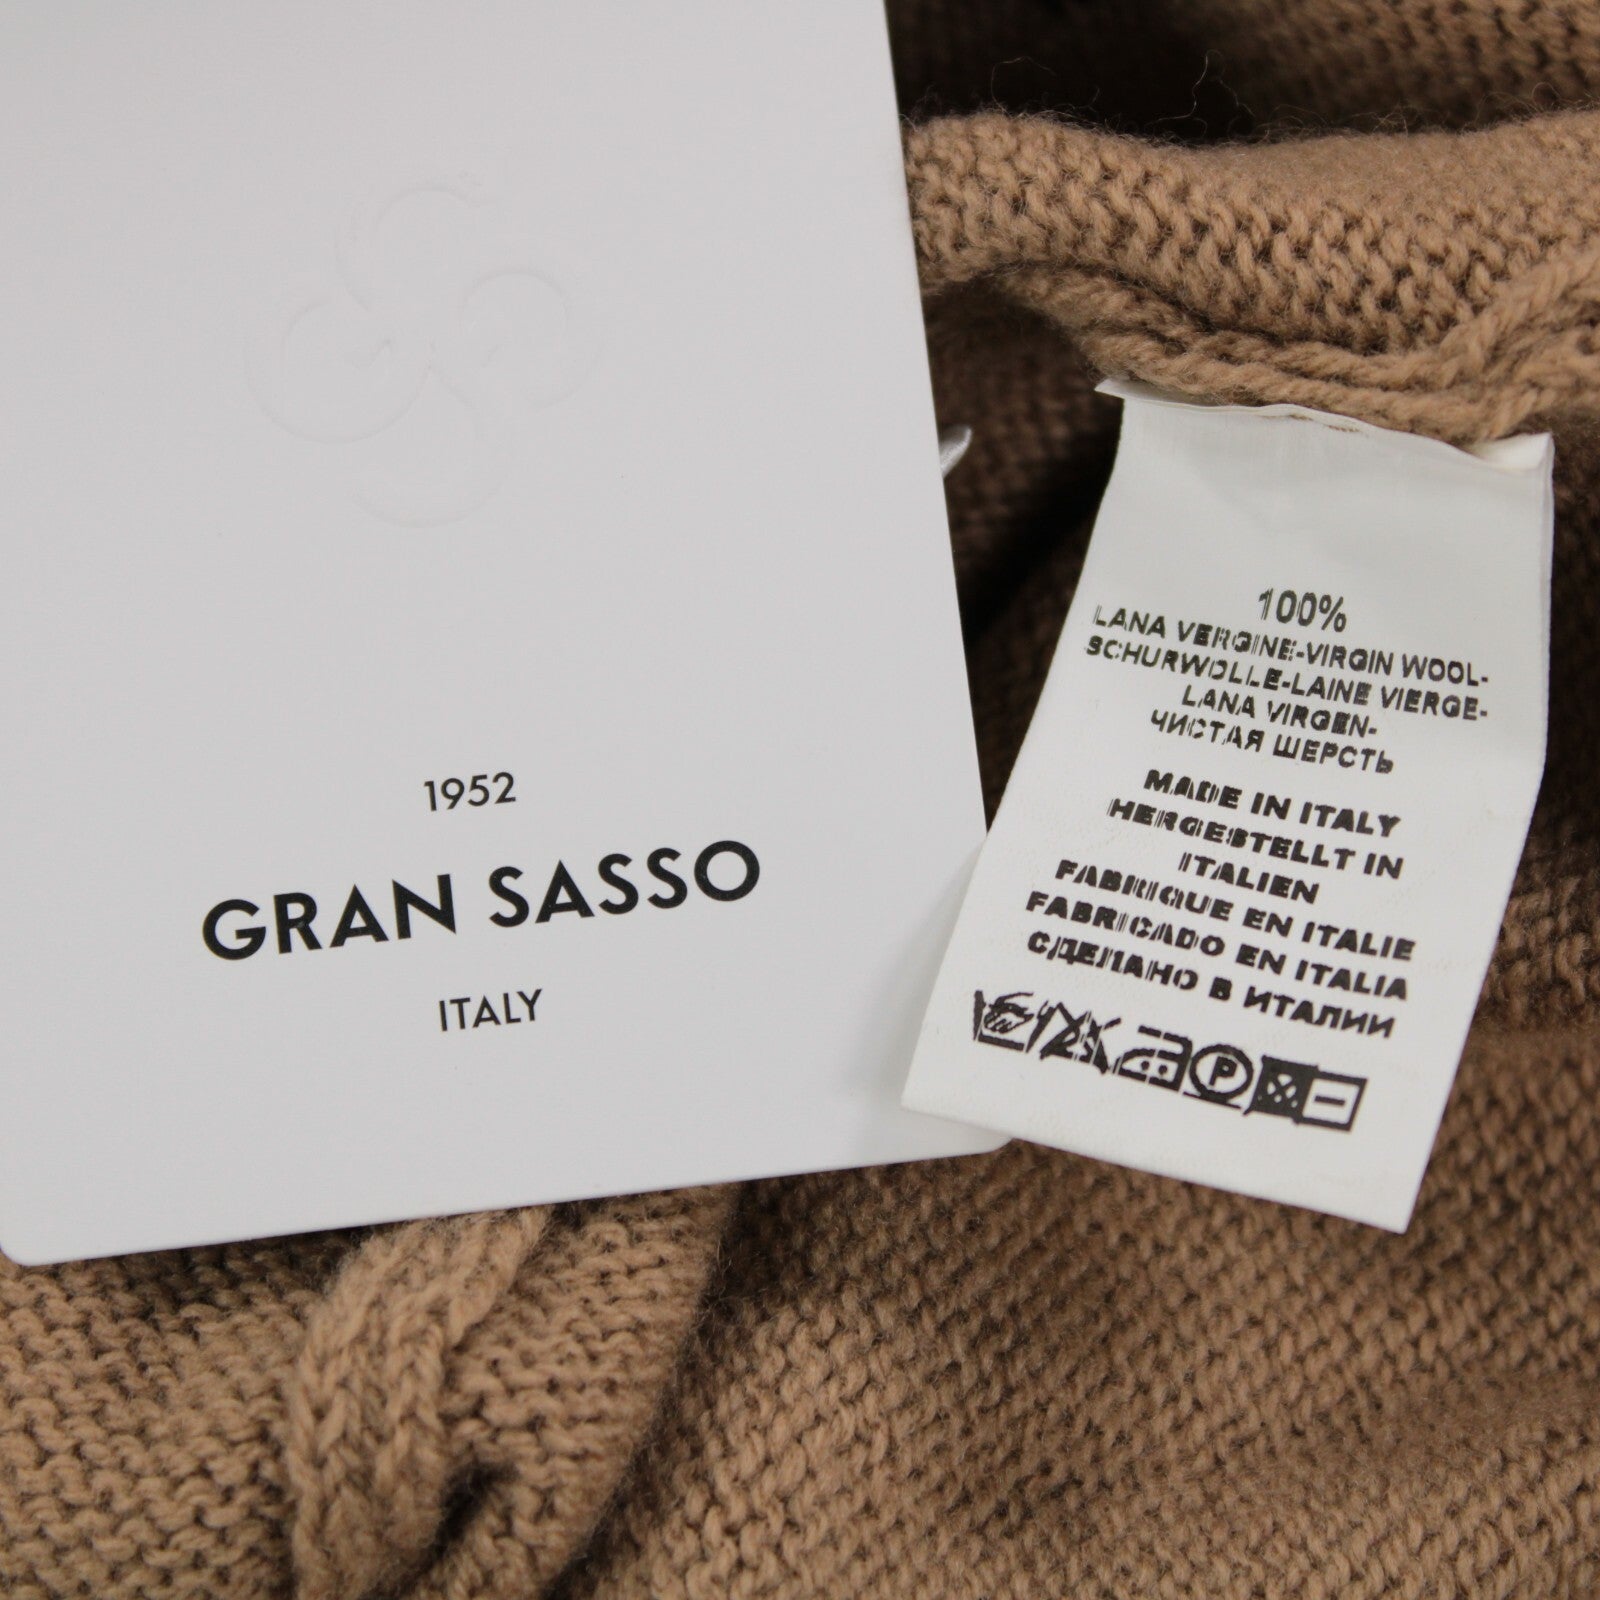 1952
GRAN SASSO
ITALY
100%
LANA VERGINE-VIRGIN WOOL-
SCHURWOLLE-LAINE VIERGE-
LANA VIRGEN-
ЧИСТАЯ ШЕРСТЬ
MADE IN ITALY
HERGESTELLT IN
ITALIEN
FABRIQUE EN ITALIE
FABRICADO EN ITALIA
СДЕЛАНО В ИТАЛИИ
P